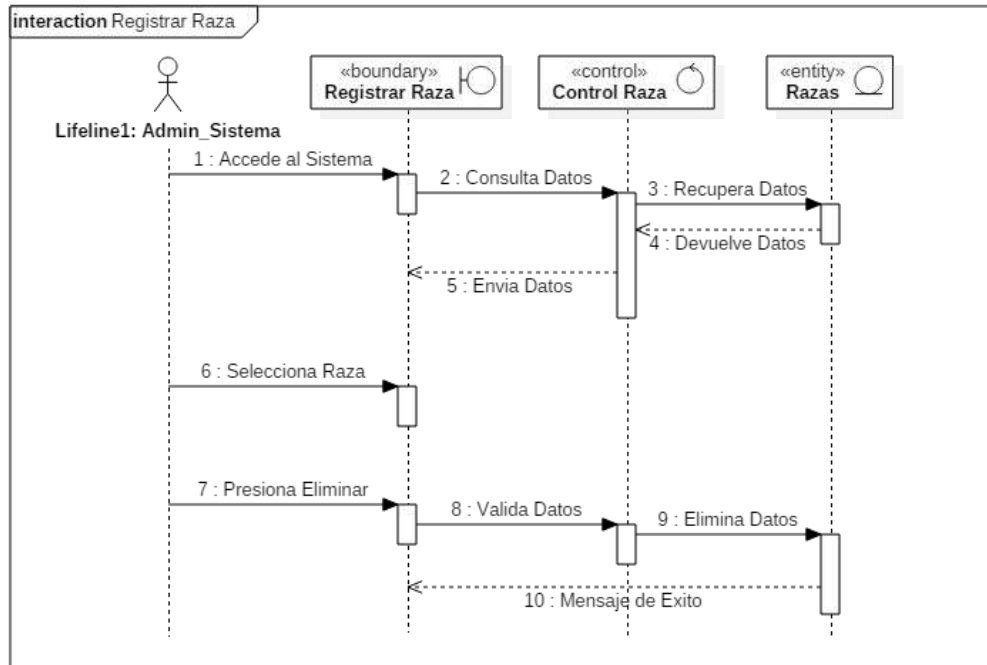 interaction Registrar Raza
«boundary»
Registrar Raza
«control»
Control Raza
«entity»
Razas
Lifeline1: Admin_Sistema
1 : Accede al Sistema
2 : Consulta Datos
3 : Recupera Datos
4 : Devuelve Datos
5 : Envia Datos
6 : Selecciona Raza
7 : Presiona Eliminar
8 : Valida Datos
9 : Elimina Datos
10 : Mensaje de Exito